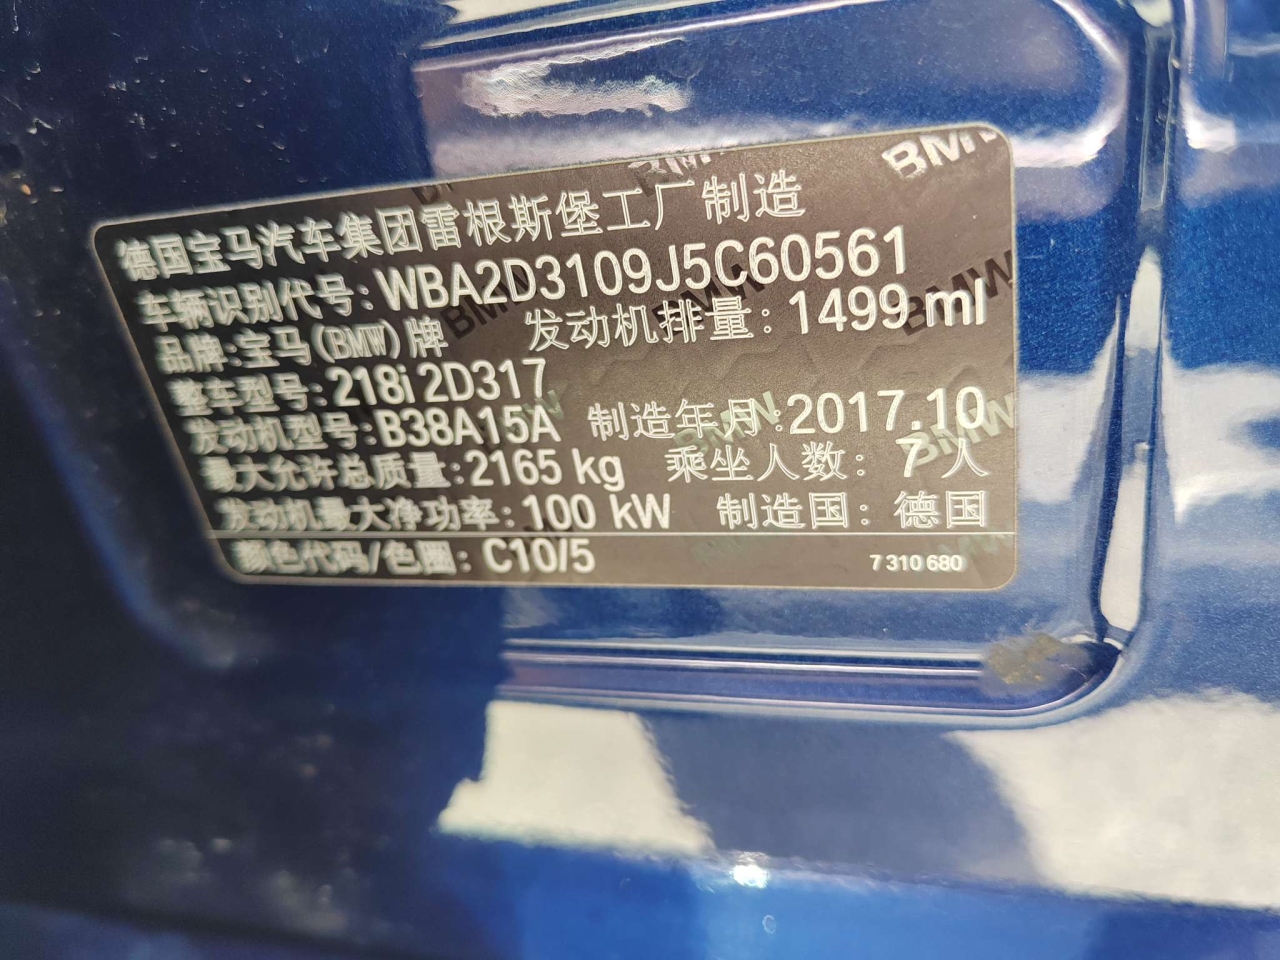 德国宝马汽车集团雷根斯堡工厂制造
车辆识别代号:WBA2D3109J5C60561
品牌:宝马(BMW)牌 发动机排量:1499ml
整车型号:218i 2D317
发动机型号:B38A15A 制造年月:2017.10
最大允许总质量:2165 kg 乘坐人数:7人
发动机最大净功率:100 kW 制造国:德国
颜色代码/色圈:C10/5 7 310 680